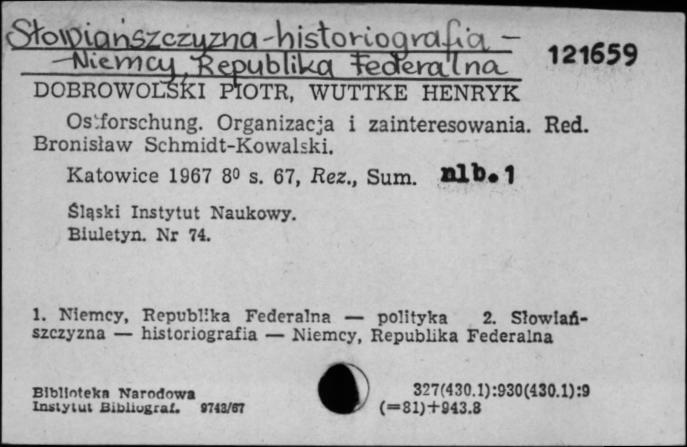 Słowiańszczyzna-historiografia -
-Niemcy, Republika Federalna
121659
DOBROWOLSKI PIOTR, WUTTKE HENRYK
Ostforschung. Organizacja i zainteresowania. Red.
Bronisław Schmidt-Kowalski.
Katowice 1967 8⁰ s. 67, Rez., Sum. nlb. 1
Śląski Instytut Naukowy.
Biuletyn. Nr 74.
1. Niemcy, Republika Federalna — polityka 2. Słowiań-
szczyzna — historiografia — Niemcy, Republika Federalna
Biblioteka Narodowa
Instytut Bibliograf. 9743/67
327(430.1):930(430.1):9
(=81)+943.8